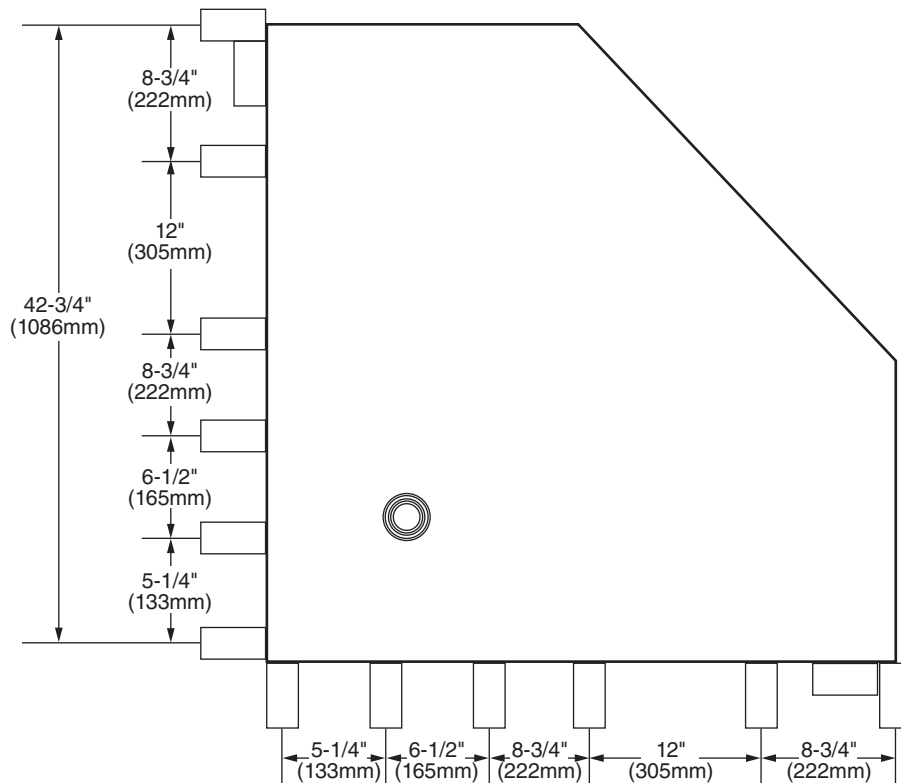 8-3/4"
(222mm)
12"
(305mm)
42-3/4"
(1086mm)
8-3/4"
(222mm)
6-1/2"
(165mm)
5-1/4"
(133mm)
5-1/4" 6-1/2" 8-3/4" 12" 8-3/4"
(133mm) (165mm) (222mm) (305mm) (222mm)